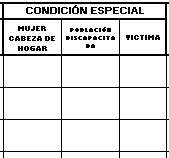 CONDICIÓN ESPECIAL
MUJER
CABEZA DE
HOGAR
POBLACIÓN
DISCAPACITA
DA
VICTIMA